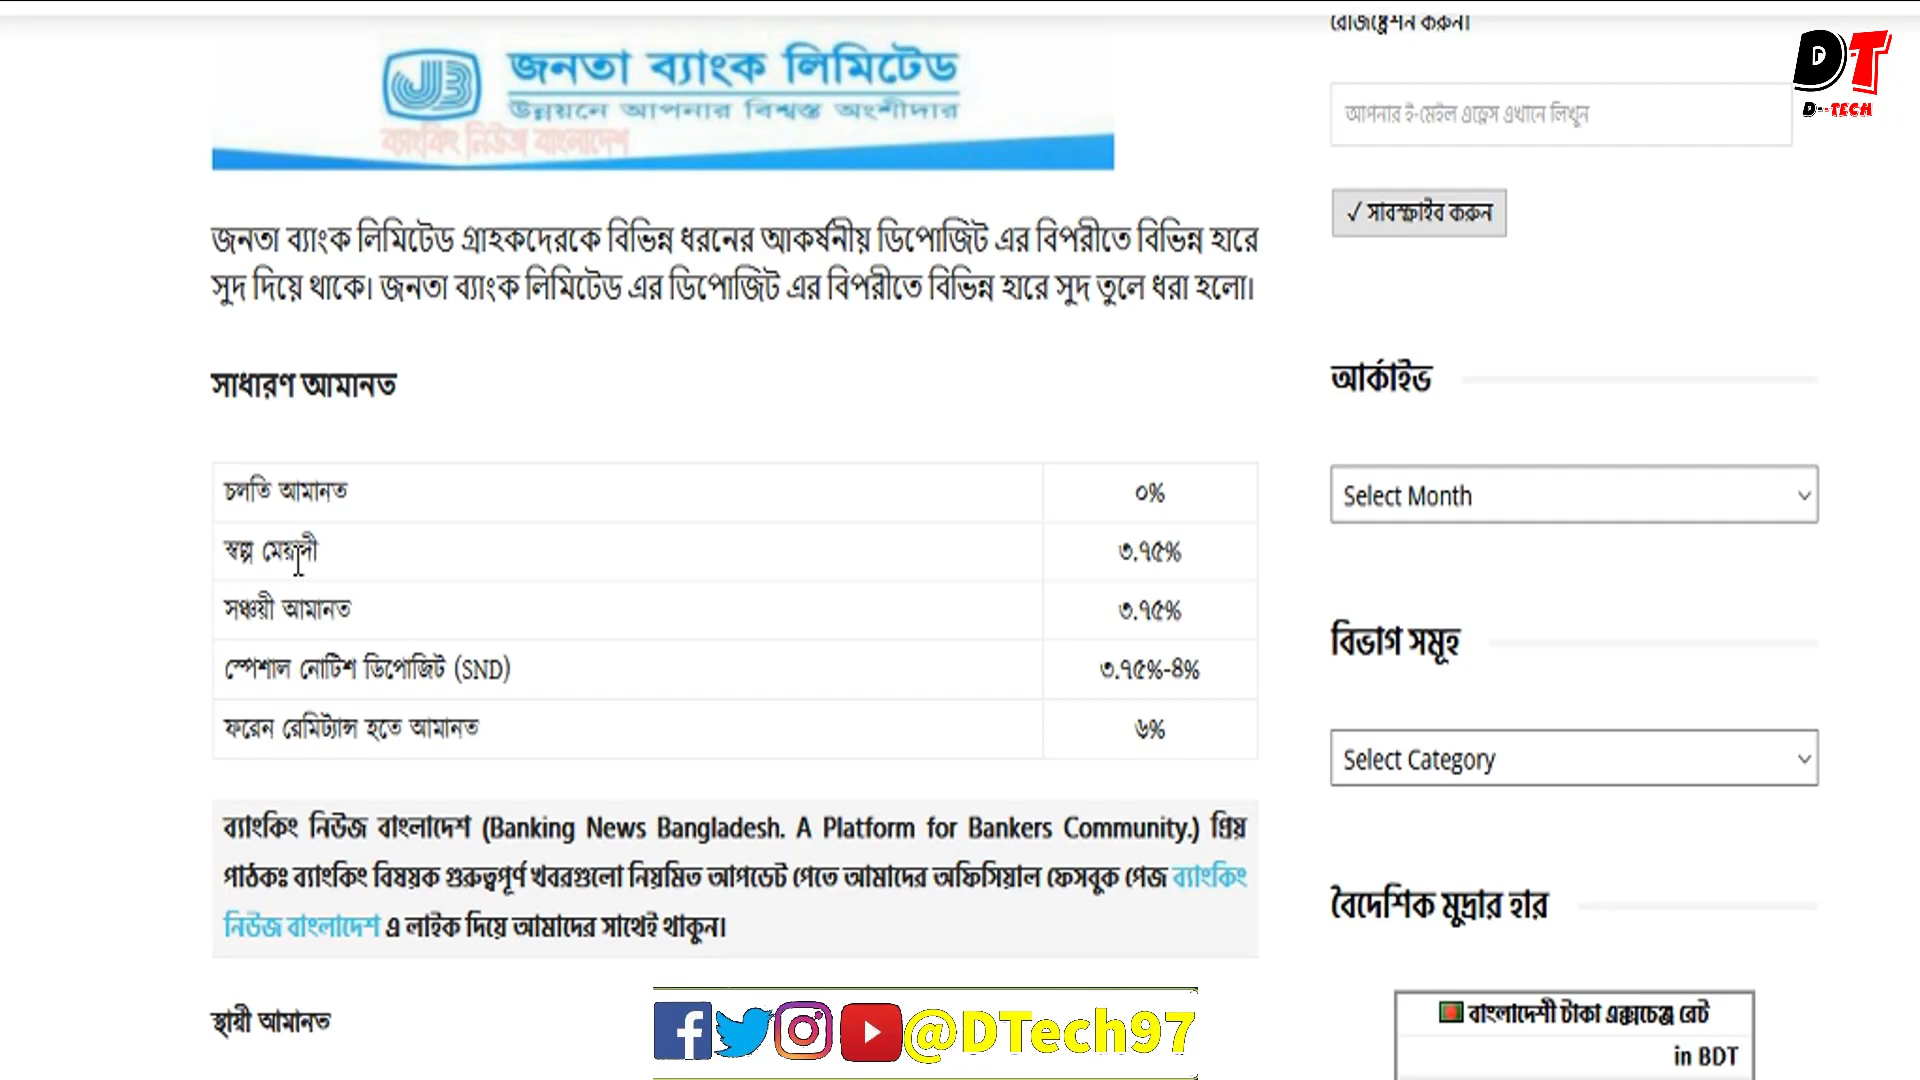 রেজিস্ট্রেশন করুন।
DT
D--TECH
JB
জনতা ব্যাংক লিমিটেড
উন্নয়নে আপনার বিশ্বস্ত অংশীদার
ব্যাংকিং নিউজ বাংলাদেশ
আপনার ই-মেইল এড্রেস এখানে লিখুন
✓ সাবস্ক্রাইব করুন
জনতা ব্যাংক লিমিটেড গ্রাহকদেরকে বিভিন্ন ধরনের আকর্ষনীয় ডিপোজিট এর বিপরীতে বিভিন্ন হারে
সুদ দিয়ে থাকে। জনতা ব্যাংক লিমিটেড এর ডিপোজিট এর বিপরীতে বিভিন্ন হারে সুদ তুলে ধরা হলো।
সাধারণ আমানত
চলতি আমানত ০%
স্বল্প মেয়াদী ৩.৭৫%
সঞ্চয়ী আমানত ৩.৭৫%
স্পেশাল নোটিশ ডিপোজিট (SND) ৩.৭৫%-৪%
ফরেন রেমিট্যান্স হতে আমানত ৬%
ব্যাংকিং নিউজ বাংলাদেশ (Banking News Bangladesh. A Platform for Bankers Community.) প্রিয়
পাঠকঃ ব্যাংকিং বিষয়ক গুরুত্বপূর্ণ খবরগুলো নিয়মিত আপডেট পেতে আমাদের অফিসিয়াল ফেসবুক পেজ ব্যাংকিং
নিউজ বাংলাদেশ এ লাইক দিয়ে আমাদের সাথেই থাকুন।
স্থায়ী আমানত
আর্কাইভ
Select Month
বিভাগ সমূহ
Select Category
বৈদেশিক মুদ্রার হার
বাংলাদেশী টাকা এক্সচেঞ্জ রেট
in BDT
@DTech97